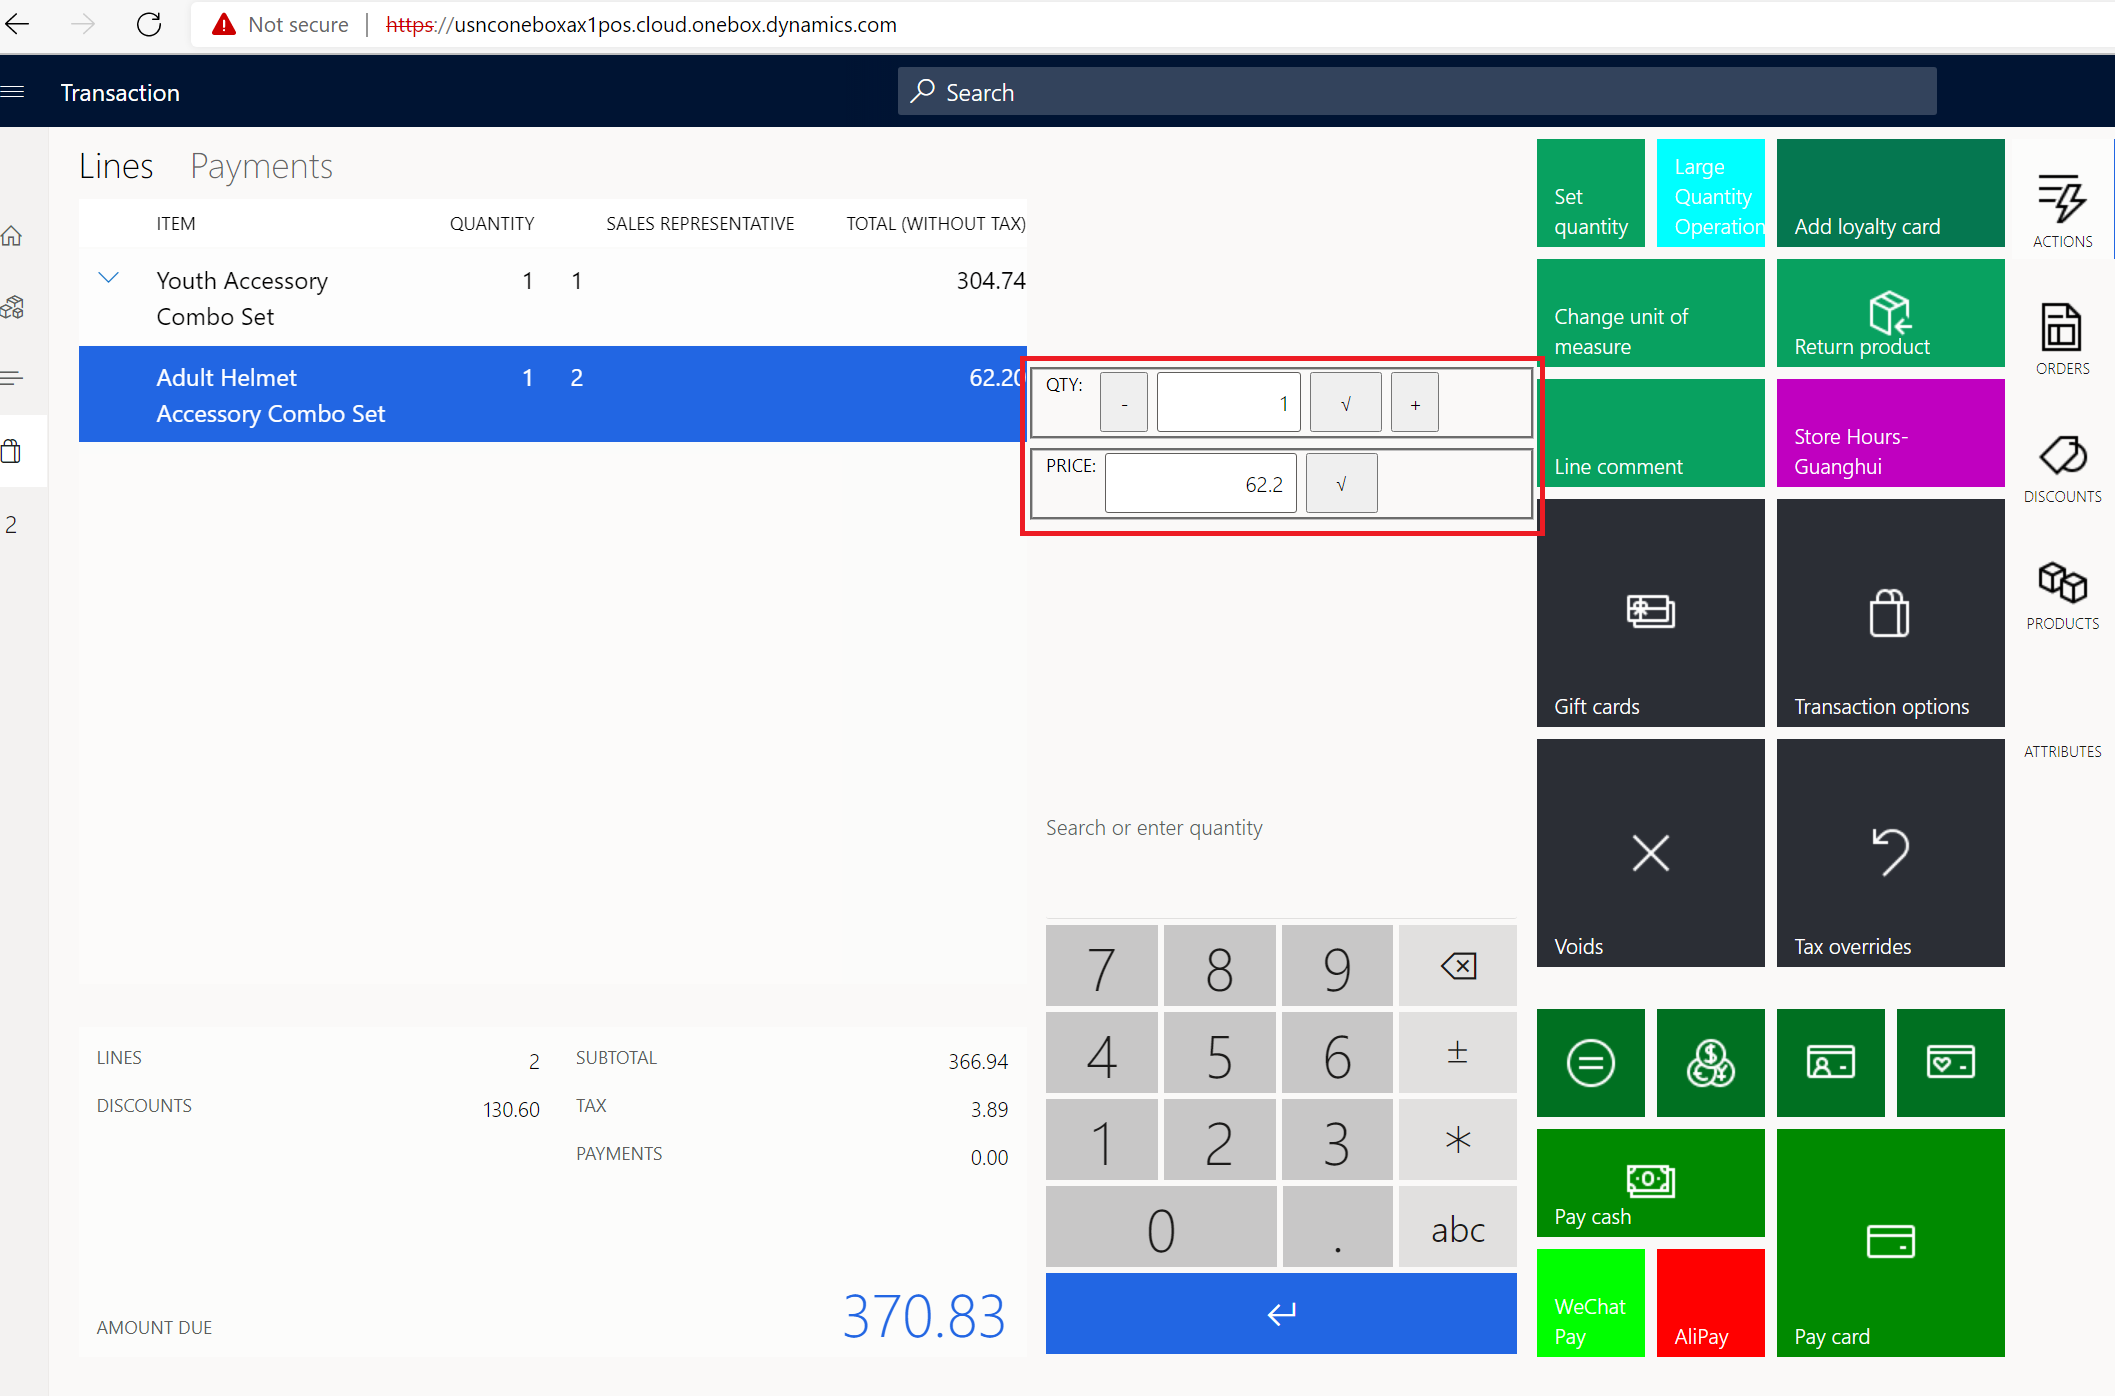 Not secure | https://usnconeboxax1pos.cloud.onebox.dynamics.com
Transaction
Search
Lines Payments
ITEM QUANTITY SALES REPRESENTATIVE TOTAL (WITHOUT TAX)
Youth Accessory 1 1 304.74
Combo Set
Adult Helmet 1 2 62.20
Accessory Combo Set
2
QTY: - 1 √ +
PRICE: 62.2 √
Search or enter quantity
7 8 9
4 5 6 ±
1 2 3 *
0 . abc
LINES 2 SUBTOTAL 366.94
DISCOUNTS 130.60 TAX 3.89
PAYMENTS 0.00
AMOUNT DUE 370.83
Set
quantity
Large
Quantity
Operation
Add loyalty card
Change unit of
measure
Return product
Line comment
Store Hours-
Guanghui
Gift cards
Transaction options
Voids
Tax overrides
Pay cash
WeChat
Pay
AliPay
Pay card
ACTIONS
ORDERS
DISCOUNTS
PRODUCTS
ATTRIBUTES